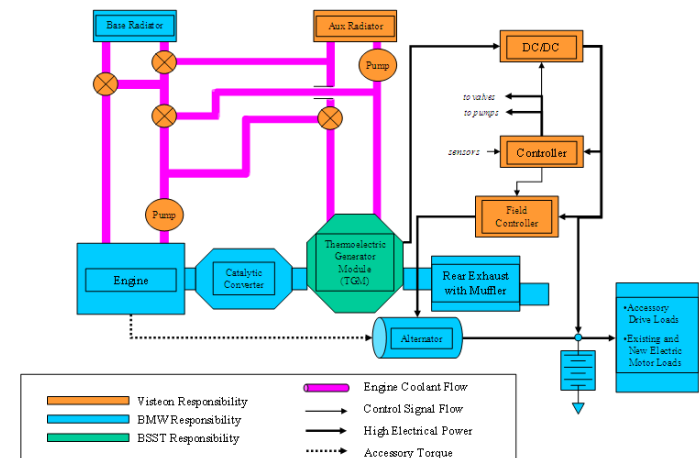 Base Radiator
Aux Radiator
DC/DC
Pump
to valves
to pumps
sensors
Controller
Pump
Field
Controller
Thermoelectric
Generator
Module
(TGM)
Engine
Catalytic
Converter
Rear Exhaust
with Muffler
Alternator
•Accessory
Drive Loads
•Existing and
New Electric
Motor Loads
Visteon Responsibility
BMW Responsibility
BSST Responsibility
Engine Coolant Flow
Control Signal Flow
High Electrical Power
Accessory Torque